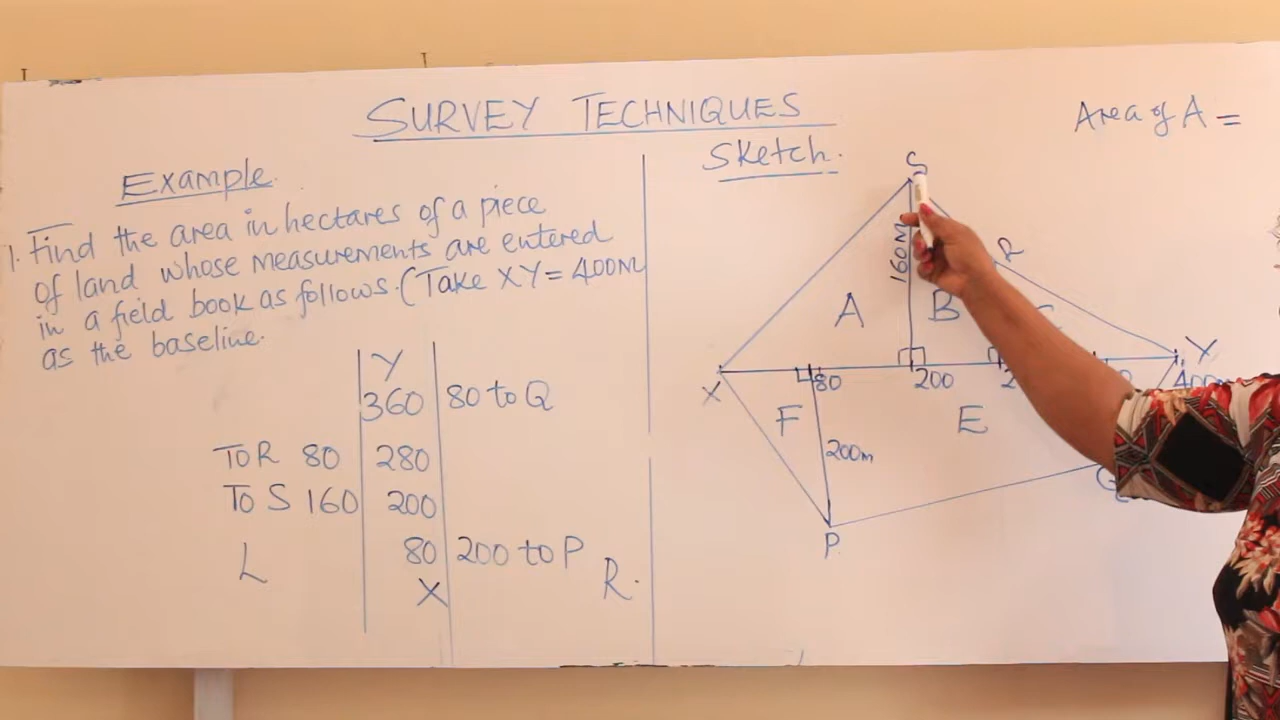 SURVEY TECHNIQUES
Example.
1. Find the area in hectares of a piece
of land whose measurements are entered
in a field book as follows. (Take XY = 400M
as the baseline.
Y
360 80 to Q
To R 80 280
To S 160 200
80 200 to P
L X R.
Sketch.
S
160M
R
A B
X 80 200 Y
400m
F E
200m
P
Area of A =